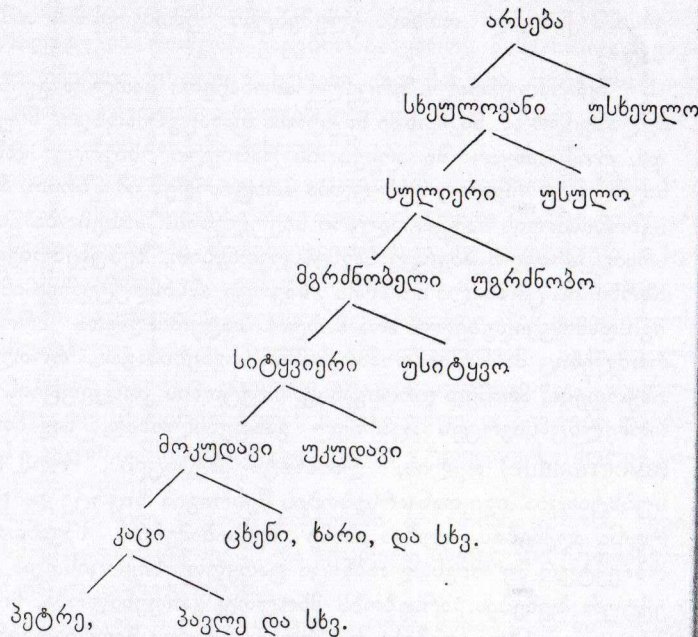 არსება
სხეულოვანი უსხეულო
სულიერი უსულო
მგრძნობელი უგრძნობო
სიტყვიერი უსიტყვო
მოკუდავი უკუდავი
კაცი ცხენი, ხარი, და სხვ.
პეტრე, პავლე და სხვ.